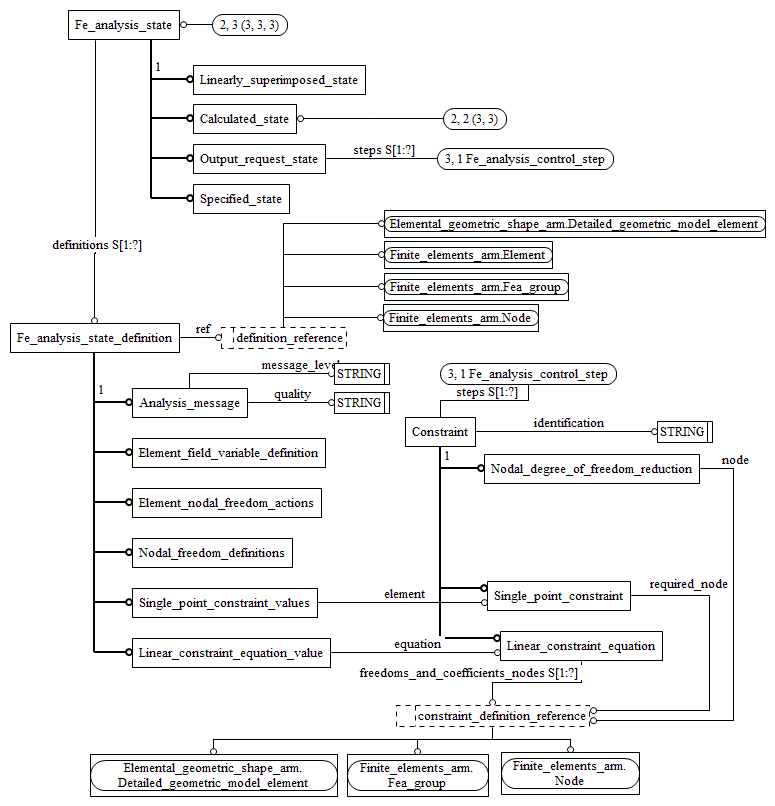 Fe_analysis_state
2, 3 (3, 3, 3)
1
Linearly_superimposed_state
Calculated_state
2, 2 (3, 3)
Output_request_state
steps S[1:?]
3, 1 Fe_analysis_control_step
Specified_state
definitions S[1:?]
Elemental_geometric_shape_arm.Detailed_geometric_model_element
Finite_elements_arm.Element
Finite_elements_arm.Fea_group
Finite_elements_arm.Node
Fe_analysis_state_definition
ref
definition_reference
message_level
STRING
1
Analysis_message
quality
STRING
3, 1 Fe_analysis_control_step
steps S[1:?]
Constraint
identification
STRING
1
Element_field_variable_definition
Nodal_degree_of_freedom_reduction
node
Element_nodal_freedom_actions
Nodal_freedom_definitions
Single_point_constraint_values
element
Single_point_constraint
required_node
Linear_constraint_equation_value
equation
Linear_constraint_equation
freedoms_and_coefficients_nodes S[1:?]
constraint_definition_reference
Elemental_geometric_shape_arm.
Detailed_geometric_model_element
Finite_elements_arm.
Fea_group
Finite_elements_arm.
Node